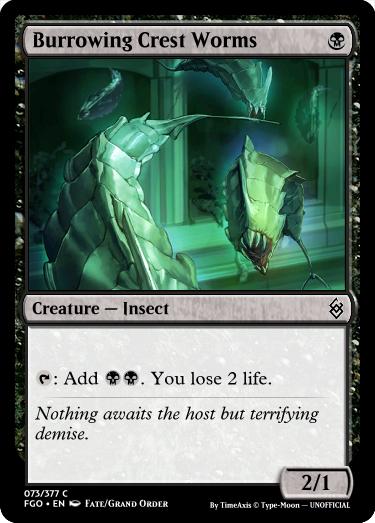 Burrowing Crest Worms
Creature — Insect
: Add . You lose 2 life.
Nothing awaits the host but terrifying
demise.
2/1
073/377 C
FGO • EN Fate/Grand Order
By TimeAxis © Type-Moon — UNOFFICIAL